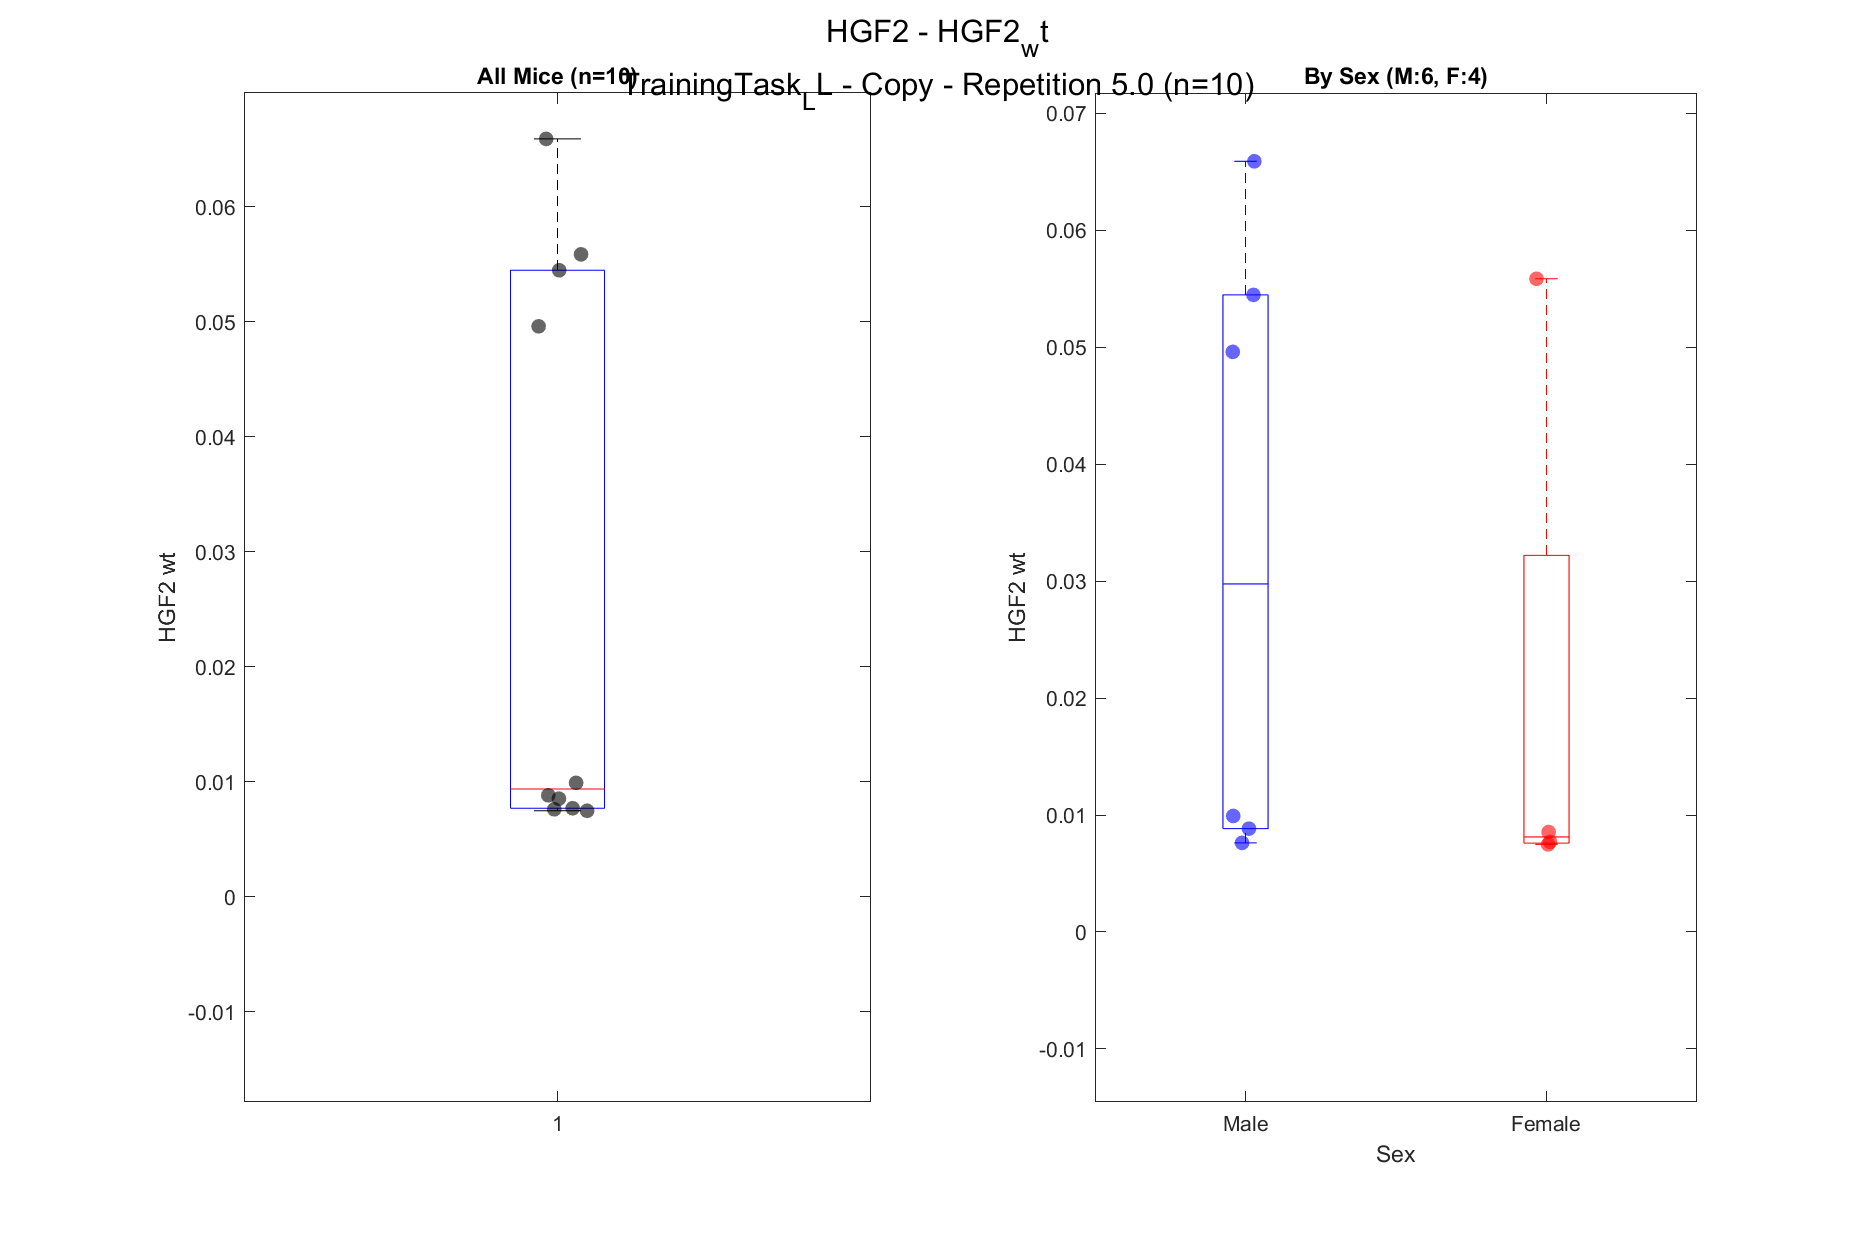 HGF2 - HGF2wt
TrainingTaskLL - Copy - Repetition 5.0 (n=10)
All Mice (n=10)
0.06
0.05
0.04
0.03
0.02
0.01
0
-0.01
HGF2 wt
1
By Sex (M:6, F:4)
0.07
0.06
0.05
0.04
0.03
0.02
0.01
0
-0.01
HGF2 wt
Male Female
Sex